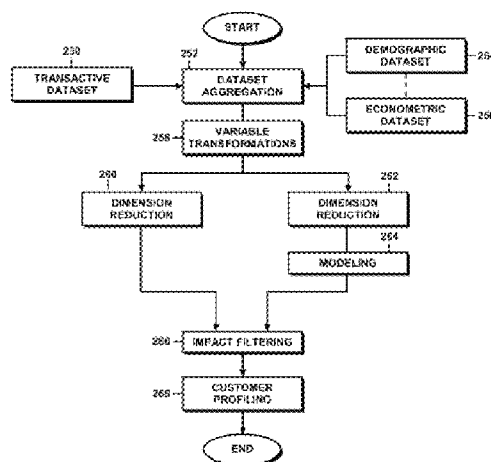 START
250
TRANSACTIVE
DATASET
252
DATASET
AGGREGATION
DEMOGRAPHIC
DATASET
ECONOMETRIC
DATASET
258
VARIABLE
TRANSFORMATIONS
260
DIMENSION
REDUCTION
262
DIMENSION
REDUCTION
264
MODELING
266
IMPACT FILTERING
CUSTOMER
PROFILING
END